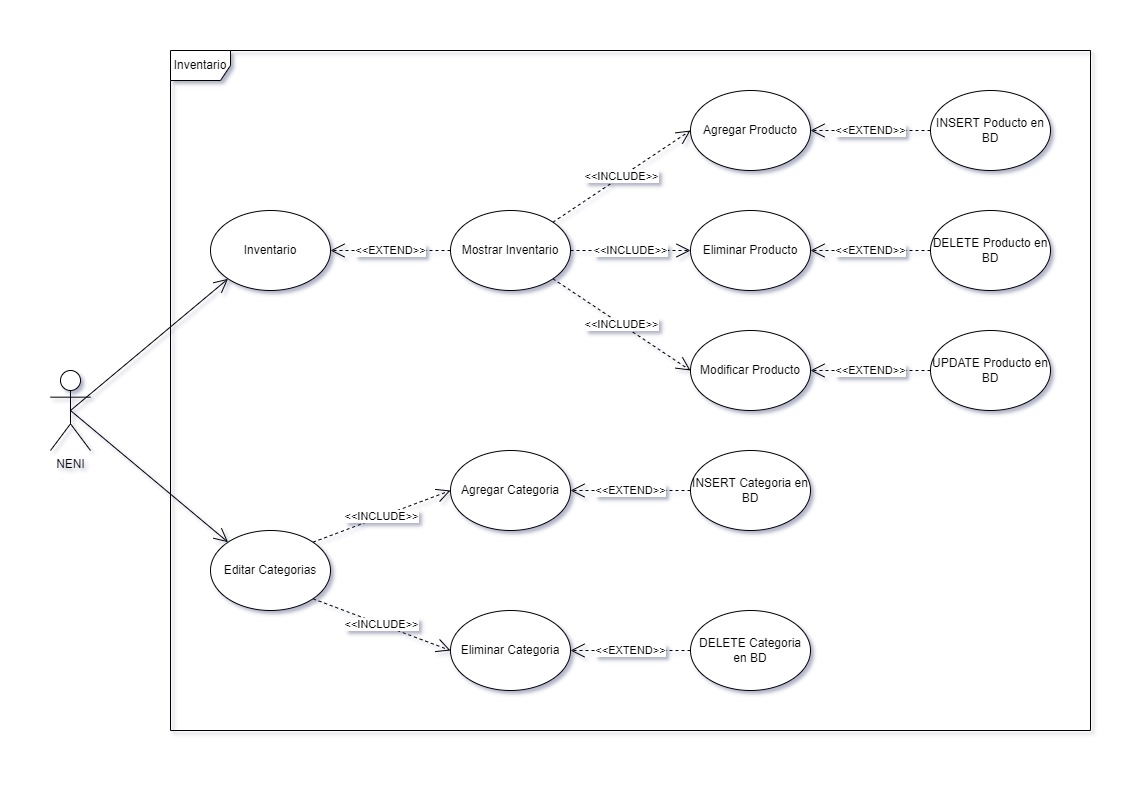 Inventario
Agregar Producto
<<EXTEND>>
INSERT Poducto en
BD
<<INCLUDE>>
Inventario
<<EXTEND>>
Mostrar Inventario
<<INCLUDE>>
Eliminar Producto
<<EXTEND>>
DELETE Producto en
BD
<<INCLUDE>>
Modificar Producto
<<EXTEND>>
UPDATE Producto en
BD
NENI
Agregar Categoria
<<EXTEND>>
INSERT Categoria en
BD
<<INCLUDE>>
Editar Categorias
<<INCLUDE>>
Eliminar Categoria
<<EXTEND>>
DELETE Categoria
en BD